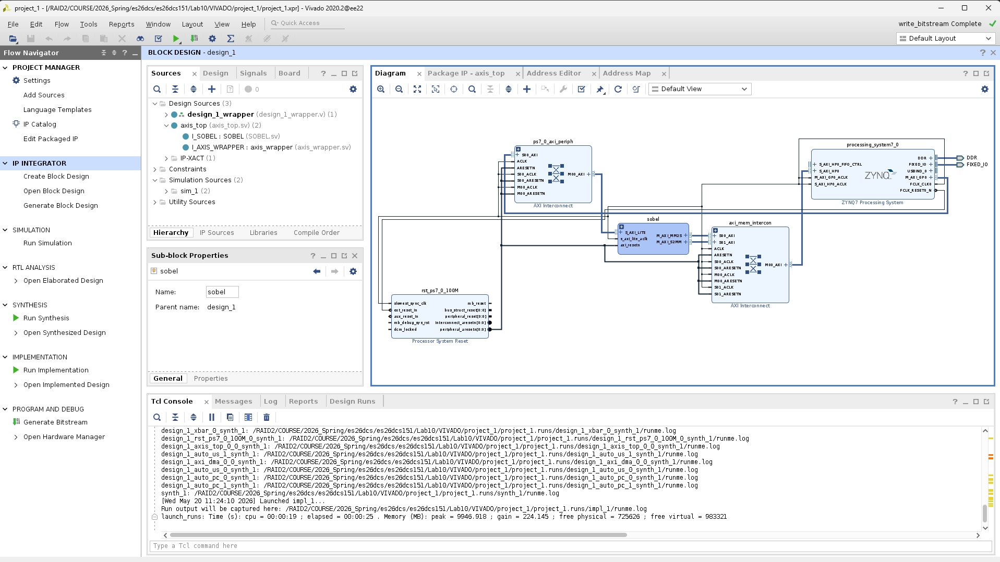 project_1 - [/RAID2/COURSE/2026_Spring/es26dcs/es26dcs151/Lab10/VIVADO/project_1/project_1.xpr] - Vivado 2020.2@ee22
File Edit Flow Tools Reports Window Layout View Help Quick Access
write_bitstream Complete
Default Layout
Flow Navigator
PROJECT MANAGER
Settings
Add Sources
Language Templates
IP Catalog
Edit Packaged IP
IP INTEGRATOR
Create Block Design
Open Block Design
Generate Block Design
SIMULATION
Run Simulation
RTL ANALYSIS
Open Elaborated Design
SYNTHESIS
Run Synthesis
Open Synthesized Design
IMPLEMENTATION
Run Implementation
Open Implemented Design
PROGRAM AND DEBUG
Generate Bitstream
Open Hardware Manager
BLOCK DESIGN - design_1
Sources Design Signals Board
0
Design Sources (3)
design_1_wrapper (design_1_wrapper.v) (1)
axis_top (axis_top.sv) (2)
I_SOBEL : SOBEL (SOBEL.sv)
I_AXIS_WRAPPER : axis_wrapper (axis_wrapper.sv)
IP-XACT (1)
Constraints
Simulation Sources (2)
sim_1 (2)
Utility Sources
Hierarchy IP Sources Libraries Compile Order
Sub-block Properties
sobel
Name: sobel
Parent name: design_1
General Properties
Diagram Package IP - axis_top Address Editor Address Map
Default View
ps7_0_axi_periph
S00_AXI
ACLK
ARESETN
S00_ACLK
S00_ARESETN
M00_ACLK
M00_ARESETN
M00_AXI
AXI Interconnect
processing_system7_0
S_AXI_HP0_FIFO_CTRL
S_AXI_HP0
M_AXI_GP0_ACLK
S_AXI_HP0_ACLK
ZYNQ
DDR
FIXED_IO
USBIND_0
M_AXI_GP0
FCLK_CLK0
FCLK_RESET0_N
ZYNQ7 Processing System
DDR
FIXED_IO
sobel
S_AXI_LITE
s_axi_lite_aclk
axi_resetn
M_AXI_MM2S
M_AXI_S2MM
axi_mem_intercon
S00_AXI
S01_AXI
ACLK
ARESETN
S00_ACLK
S00_ARESETN
M00_ACLK
M00_ARESETN
S01_ACLK
S01_ARESETN
M00_AXI
AXI Interconnect
rst_ps7_0_100M
slowest_sync_clk
ext_reset_in
aux_reset_in
mb_debug_sys_rst
dcm_locked
mb_reset
bus_struct_reset[0:0]
peripheral_reset[0:0]
interconnect_aresetn[0:0]
peripheral_aresetn[0:0]
Processor System Reset
Tcl Console Messages Log Reports Design Runs
design_1_xbar_0_synth_1: /RAID2/COURSE/2026_Spring/es26dcs/es26dcs151/Lab10/VIVADO/project_1/project_1.runs/design_1_xbar_0_synth_1/runme.log
design_1_rst_ps7_0_100M_0_synth_1: /RAID2/COURSE/2026_Spring/es26dcs/es26dcs151/Lab10/VIVADO/project_1/project_1.runs/design_1_rst_ps7_0_100M_0_synth_1/runme.log
design_1_axis_top_0_0_synth_1: /RAID2/COURSE/2026_Spring/es26dcs/es26dcs151/Lab10/VIVADO/project_1/project_1.runs/design_1_axis_top_0_0_synth_1/runme.log
design_1_auto_us_1_synth_1: /RAID2/COURSE/2026_Spring/es26dcs/es26dcs151/Lab10/VIVADO/project_1/project_1.runs/design_1_auto_us_1_synth_1/runme.log
design_1_axi_dma_0_0_synth_1: /RAID2/COURSE/2026_Spring/es26dcs/es26dcs151/Lab10/VIVADO/project_1/project_1.runs/design_1_axi_dma_0_0_synth_1/runme.log
design_1_auto_us_0_synth_1: /RAID2/COURSE/2026_Spring/es26dcs/es26dcs151/Lab10/VIVADO/project_1/project_1.runs/design_1_auto_us_0_synth_1/runme.log
design_1_auto_pc_0_synth_1: /RAID2/COURSE/2026_Spring/es26dcs/es26dcs151/Lab10/VIVADO/project_1/project_1.runs/design_1_auto_pc_0_synth_1/runme.log
design_1_auto_pc_1_synth_1: /RAID2/COURSE/2026_Spring/es26dcs/es26dcs151/Lab10/VIVADO/project_1/project_1.runs/design_1_auto_pc_1_synth_1/runme.log
synth_1: /RAID2/COURSE/2026_Spring/es26dcs/es26dcs151/Lab10/VIVADO/project_1/project_1.runs/synth_1/runme.log
[Wed May 20 11:24:10 2026] Launched impl_1...
Run output will be captured here: /RAID2/COURSE/2026_Spring/es26dcs/es26dcs151/Lab10/VIVADO/project_1/project_1.runs/impl_1/runme.log
launch_runs: Time (s): cpu = 00:00:19 ; elapsed = 00:00:25 . Memory (MB): peak = 9946.918 ; gain = 224.145 ; free physical = 725626 ; free virtual = 983321
Type a Tcl command here